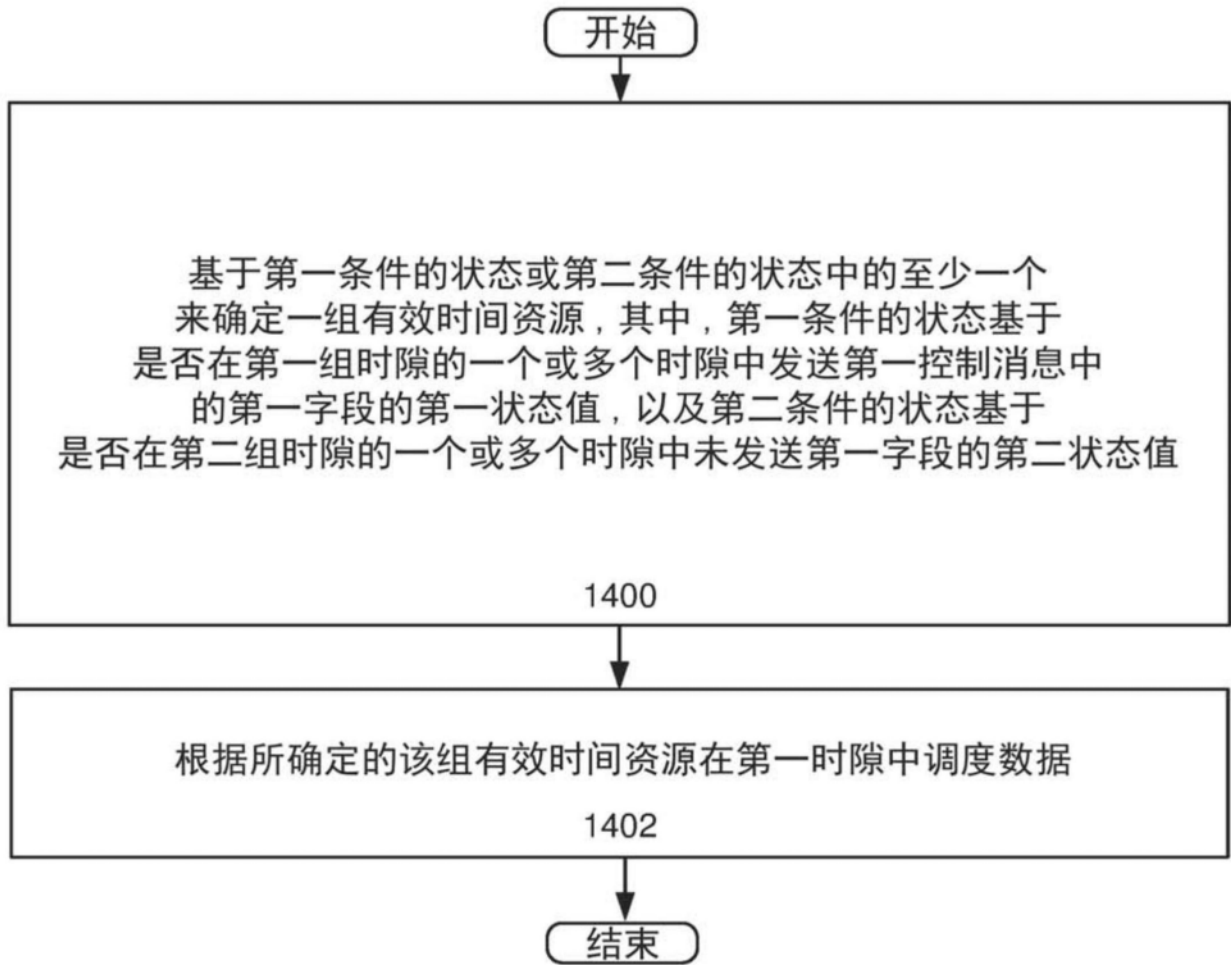 开始
基于第一条件的状态或第二条件的状态中的至少一个
来确定一组有效时间资源，其中，第一条件的状态基于
是否在第一组时隙的一个或多个时隙中发送第一控制消息中
的第一字段的第一状态值，以及第二条件的状态基于
是否在第二组时隙的一个或多个时隙中未发送第一字段的第二状态值
1400
根据所确定的该组有效时间资源在第一时隙中调度数据
1402
结束